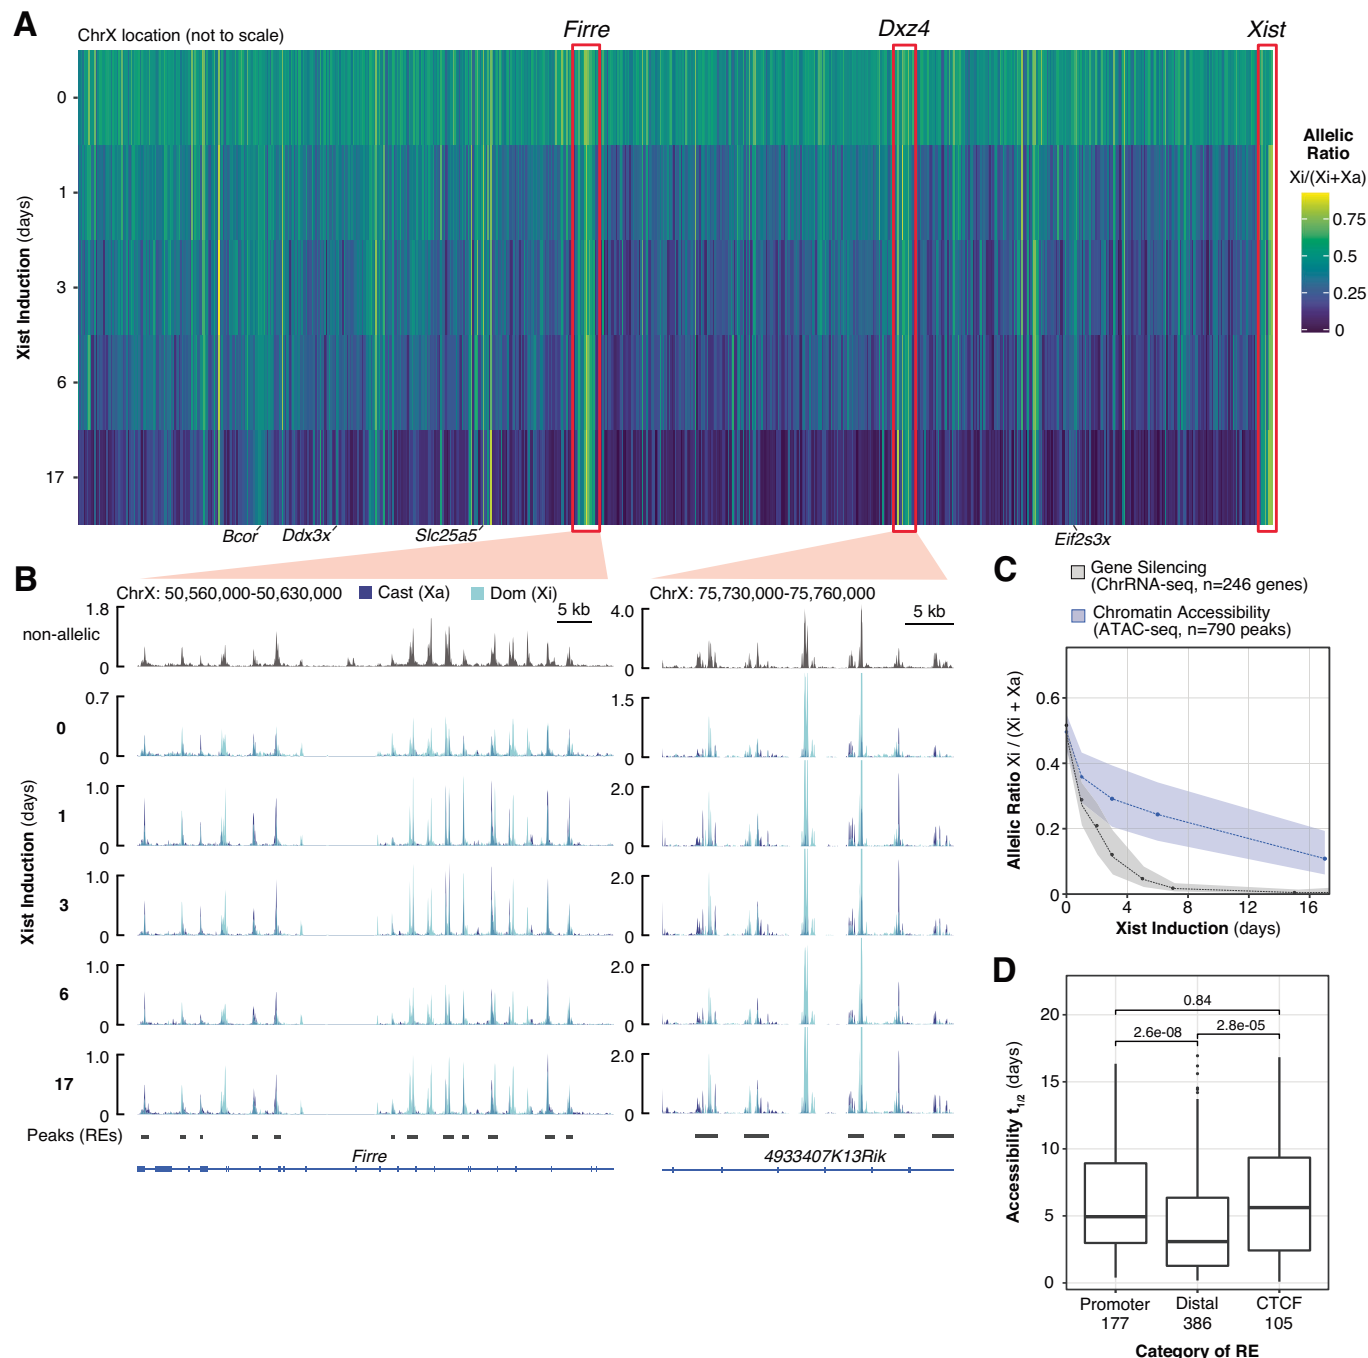 A
ChrX location (not to scale)
Firre
Dxz4
Xist
0
1
3
6
17
Xist Induction (days)
Allelic
Ratio
Xi/(Xi+Xa)
0.75
0.5
0.25
0
Bcor
Ddx3x
Slc25a5
Eif2s3x
B
ChrX: 50,560,000-50,630,000
Cast (Xa)
Dom (Xi)
5 kb
ChrX: 75,730,000-75,760,000
5 kb
non-allelic
1.8
0
4.0
0
0
0.7
0
1.5
0
1
1.0
0
2.0
0
3
1.0
0
2.0
0
6
1.0
0
2.0
0
17
1.0
0
2.0
0
Xist Induction (days)
Peaks (REs)
Firre
4933407K13Rik
C
Gene Silencing
(ChrRNA-seq, n=246 genes)
Chromatin Accessibility
(ATAC-seq, n=790 peaks)
Allelic Ratio Xi / (Xi + Xa)
0.6
0.4
0.2
0
0
4
8
12
16
Xist Induction (days)
D
Accessibility t1/2 (days)
20
15
10
5
0
0.84
2.6e-08
2.8e-05
Promoter
Distal
CTCF
177
386
105
Category of RE